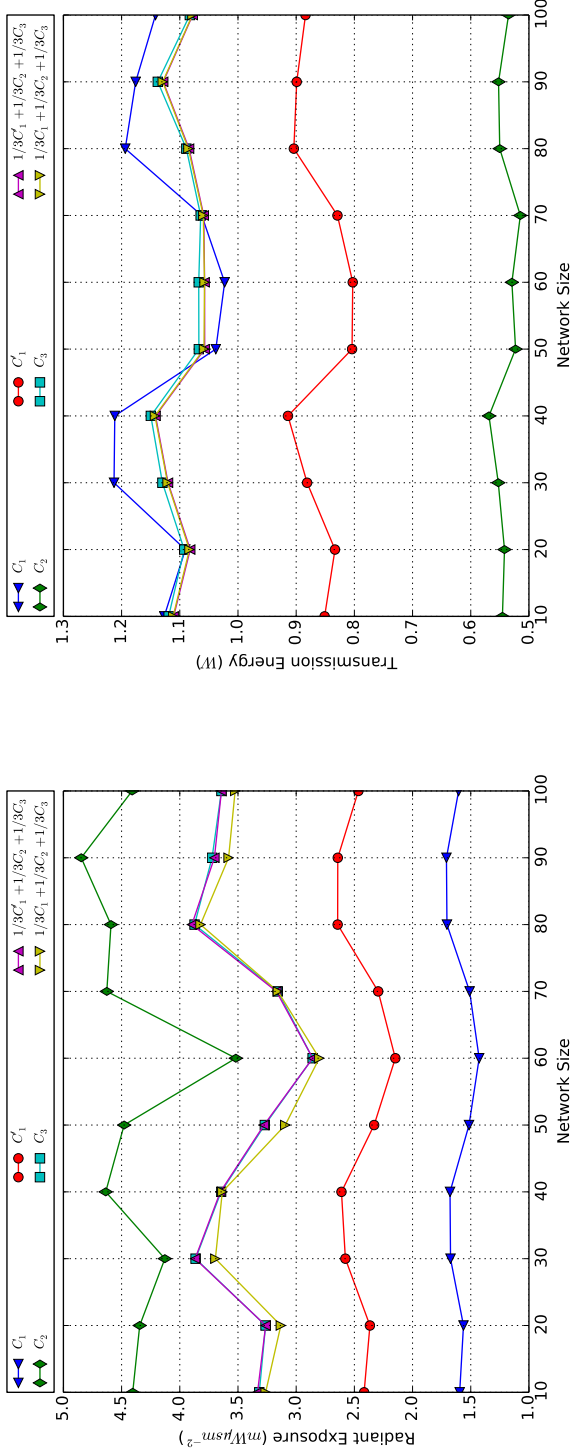 C₁ C′₁ 1/3C′₁ + 1/3C₂ + 1/3C₃
C₂ C₃ 1/3C₁ + 1/3C₂ + 1/3C₃
5.0
4.5
4.0
3.5
3.0
2.5
2.0
1.5
1.0
10 20 30 40 50 60 70 80 90 100
Network Size
Radiant Exposure (mWμsm⁻²)
C₁ C′₁ 1/3C′₁ + 1/3C₂ + 1/3C₃
C₂ C₃ 1/3C₁ + 1/3C₂ + 1/3C₃
1.3
1.2
1.1
1.0
0.9
0.8
0.7
0.6
0.5
10 20 30 40 50 60 70 80 90 100
Network Size
Transmission Energy (W)